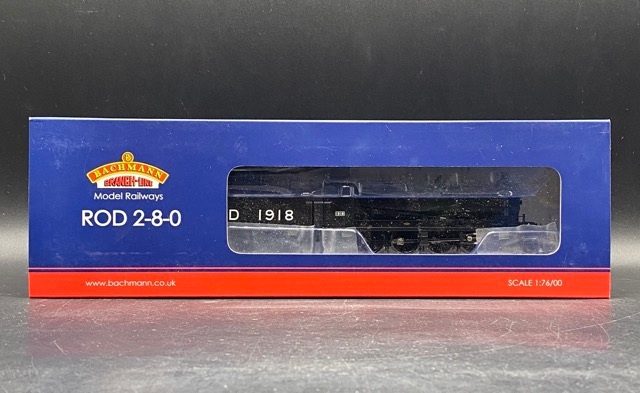 BACHMANN
BRANCH-LINE
Model Railways
ROD 2-8-0
D 1918
www.bachmann.co.uk
SCALE 1:76/00